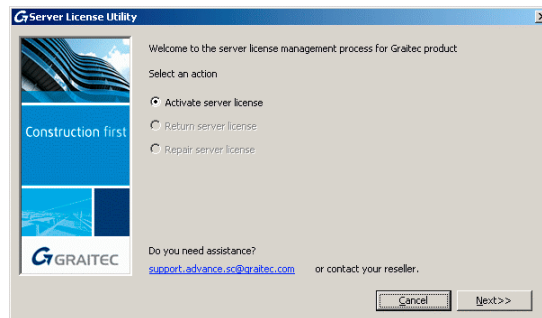 Server License Utility
Welcome to the server license management process for Graitec product
Select an action
Activate server license
Return server license
Repair server license
Construction first
GRAITEC
Do you need assistance?
support.advance.sc@graitec.com or contact your reseller.
Cancel Next>>